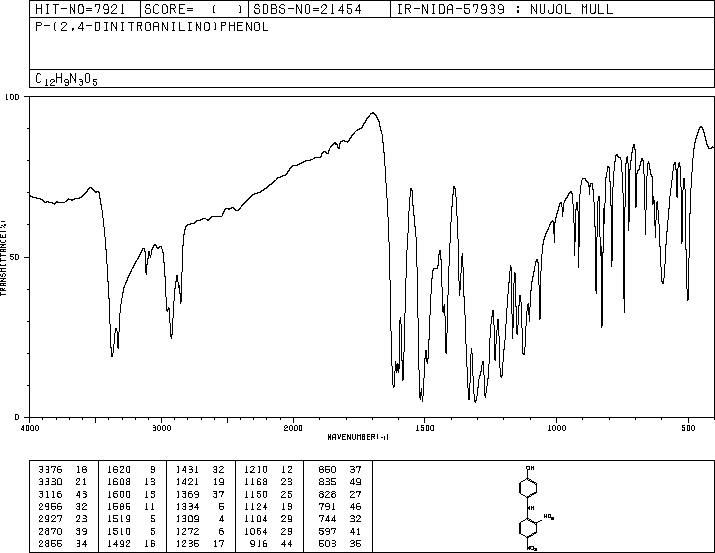 HIT-NO=7921 SCORE= ( ) SDBS-NO=21454 IR-NIDA-57939 : NUJOL MULL
P-(2,4-DINITROANILINO)PHENOL
C12H9N3O5
100
50
0
TRANSMITTANCE(%)
4000 3000 2000 1500 1000 500
WAVENUMBER(-1)
3376 18 1620 9 1431 32 1210 12 850 37
3330 21 1608 13 1421 19 1168 23 835 49
3116 43 1600 15 1369 37 1150 25 828 27
2956 32 1586 11 1334 5 1124 19 791 46
2927 23 1519 5 1309 4 1104 29 744 32
2870 39 1510 5 1272 6 1064 29 597 41
2855 34 1492 16 1235 17 916 44 503 35
OH
NH
NO2
NO2